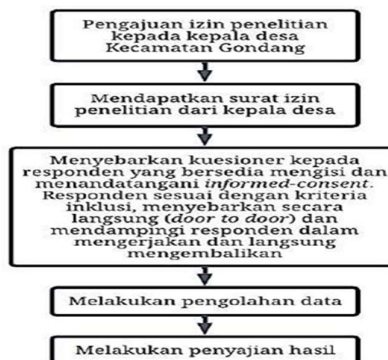 Pengajuan izin penelitian
kepada kepala desa
Kecamatan Gondang
Mendapatkan surat izin
penelitian dari kepala desa
Menyebarkan kuesioner kepada
responden yang bersedia mengisi dan
menandatangani informed-consent.
Responden sesuai dengan kriteria
inklusi, menyebarkan secara
langsung (door to door) dan
mendampingi responden dalam
mengerjakan dan langsung
mengembalikan
Melakukan pengolahan data
Melakukan penyajian hasil